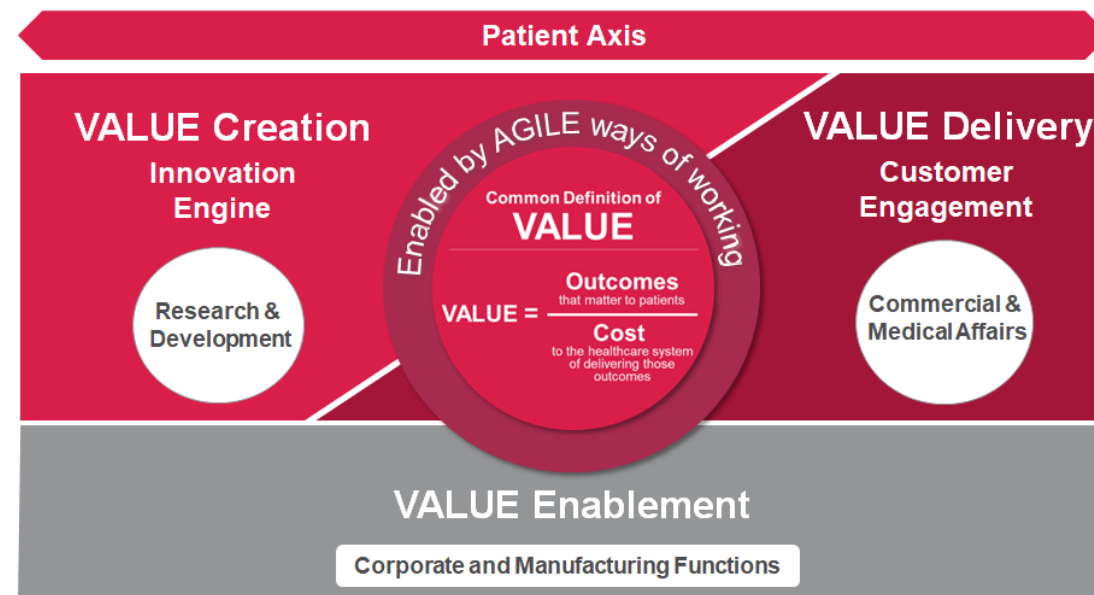 Patient Axis
VALUE Creation
Innovation
Engine
Research &
Development
Enabled by AGILE ways of working
Common Definition of
VALUE
VALUE =
Outcomes
that matter to patients
Cost
to the healthcare system
of delivering those
outcomes
VALUE Delivery
Customer
Engagement
Commercial &
Medical Affairs
VALUE Enablement
Corporate and Manufacturing Functions